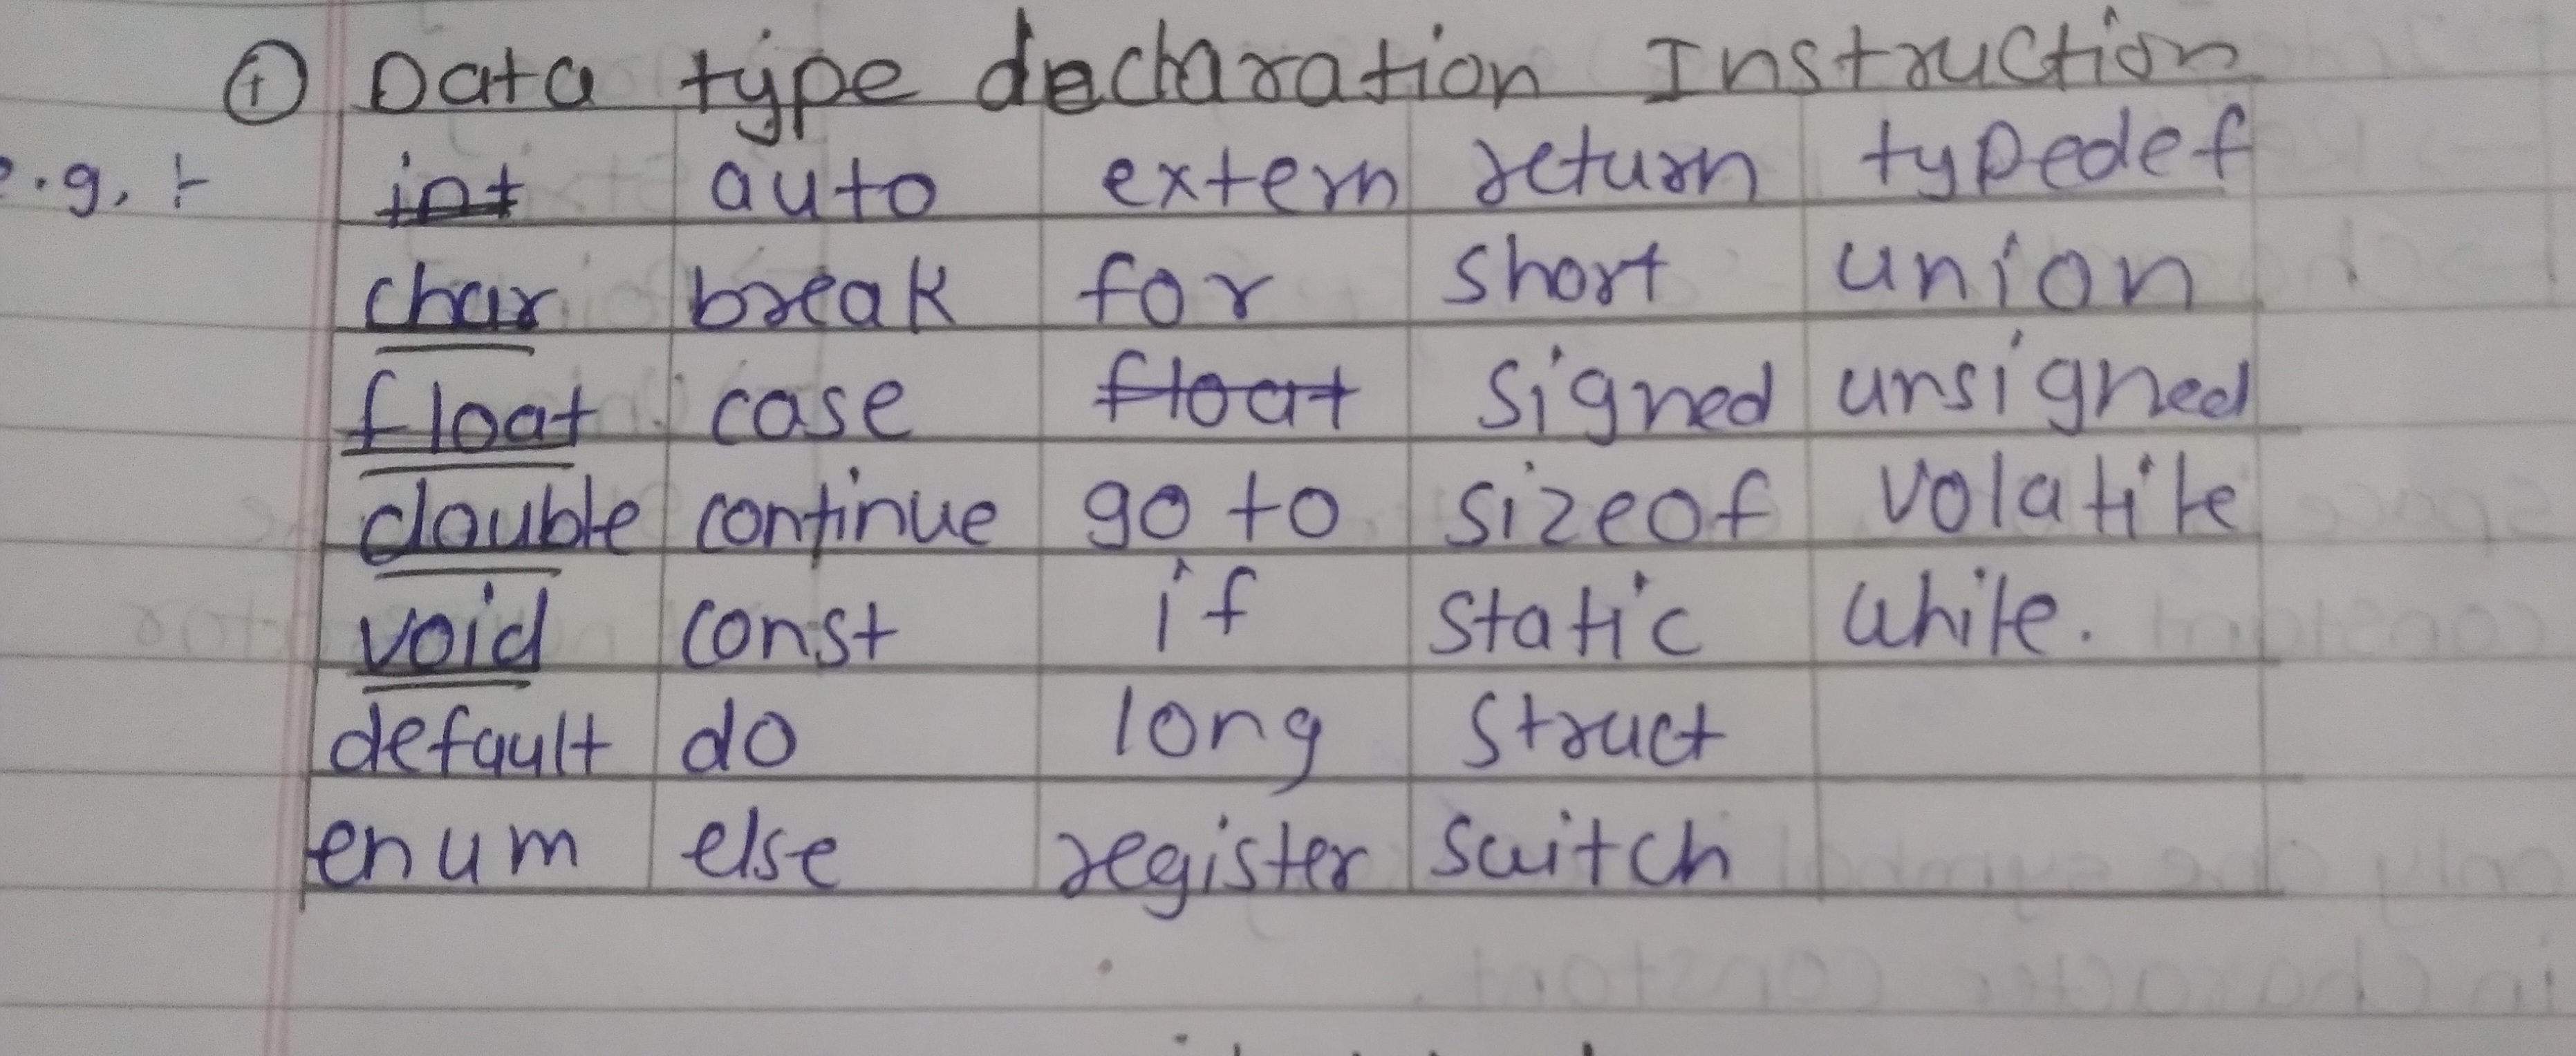 ① Data type declaration Instruction
e.g. :- int auto extern return typedef
char break for short union
float case float signed unsigned
double continue go to sizeof volatile
void const if static while.
default do long struct
enum else register switch